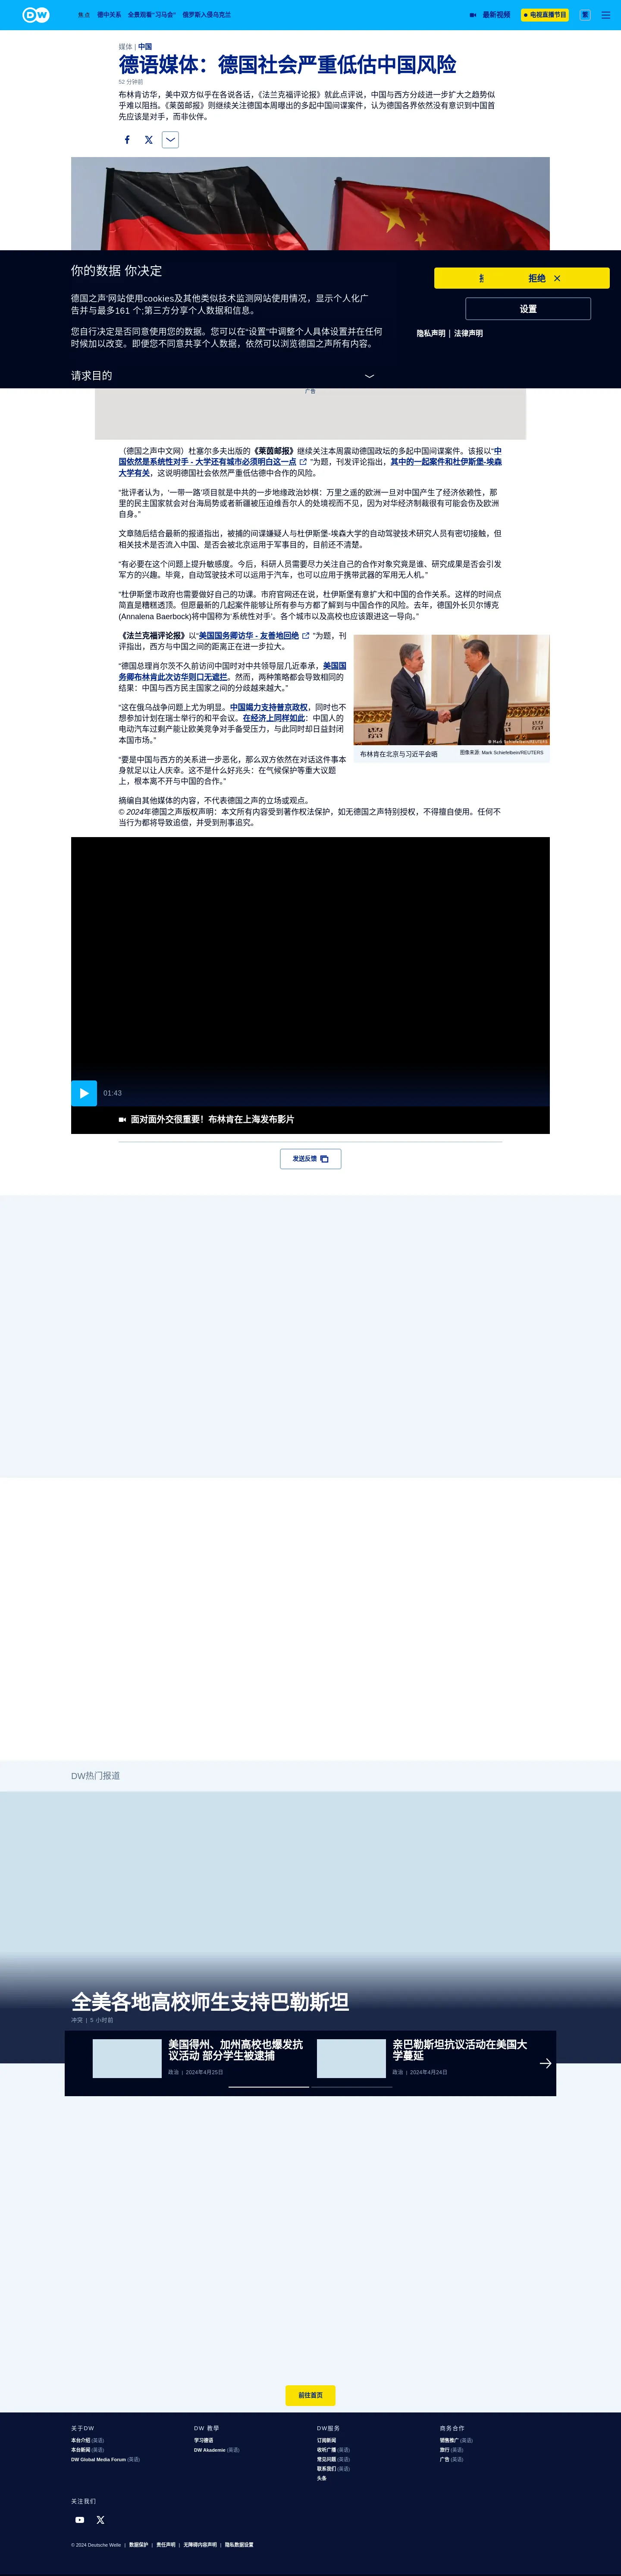 DW
焦点 德中关系 全景观看"习马会" 俄罗斯入侵乌克兰
最新视频
电视直播节目
繁
媒体 | 中国
德语媒体：德国社会严重低估中国风险
52 分钟前
布林肯访华，美中双方似乎在各说各话，《法兰克福评论报》就此点评说，中国与西方分歧进一步扩大之趋势似
乎难以阻挡。《莱茵邮报》则继续关注德国本周曝出的多起中国间谍案件，认为德国各界依然没有意识到中国首
先应该是对手，而非伙伴。
你的数据 你决定
德国之声'网站使用cookies及其他类似技术监测网站使用情况，显示个人化广
告并与最多161 个;第三方分享个人数据和信息。
您自行决定是否同意使用您的数据。您可以在"设置"中调整个人具体设置并在任何
时候加以改变。即便您不同意共享个人数据，依然可以浏览德国之声所有内容。
请求目的
拒绝
设置
隐私声明 | 法律声明
广告
（德国之声中文网）杜塞尔多夫出版的《莱茵邮报》继续关注本周震动德国政坛的多起中国间谍案件。该报以"中
国依然是系统性对手 - 大学还有城市必须明白这一点 "为题，刊发评论指出，其中的一起案件和杜伊斯堡-埃森
大学有关，这说明德国社会依然严重低估德中合作的风险。
"批评者认为，'一带一路'项目就是中共的一步地缘政治妙棋：万里之遥的欧洲一旦对中国产生了经济依赖性，那
里的民主国家就会对台海局势或者新疆被压迫维吾尔人的处境视而不见，因为对华经济制裁很有可能会伤及欧洲
自身。"
文章随后结合最新的报道指出，被捕的间谍嫌疑人与杜伊斯堡-埃森大学的自动驾驶技术研究人员有密切接触，但
相关技术是否流入中国、是否会被北京运用于军事目的，目前还不清楚。
"有必要在这个问题上提升敏感度。今后，科研人员需要尽力关注自己的合作对象究竟是谁、研究成果是否会引发
军方的兴趣。毕竟，自动驾驶技术可以运用于汽车，也可以应用于携带武器的军用无人机。"
"杜伊斯堡市政府也需要做好自己的功课。市府官网还在说，杜伊斯堡有意扩大和中国的合作关系。这样的时间点
简直是糟糕透顶。但愿最新的几起案件能够让所有参与方都了解到与中国合作的风险。去年，德国外长贝尔博克
(Annalena Baerbock)将中国称为'系统性对手'。各个城市以及高校也应该跟进这一导向。"
《法兰克福评论报》以"美国国务卿访华 - 友善地回绝 "为题，刊
评指出，西方与中国之间的距离正在进一步拉大。
"德国总理肖尔茨不久前访问中国时对中共领导层几近奉承，美国国
务卿布林肯此次访华则口无遮拦。然而，两种策略都会导致相同的
结果：中国与西方民主国家之间的分歧越来越大。"
"这在俄乌战争问题上尤为明显。中国竭力支持普京政权，同时也不
想参加计划在瑞士举行的和平会议。在经济上同样如此：中国人的
电动汽车过剩产能让欧美竞争对手备受压力，与此同时却日益封闭
本国市场。"
"要是中国与西方的关系进一步恶化，那么双方依然在对话这件事本
身就足以让人庆幸。这不是什么好兆头：在气候保护等重大议题
上，根本离不开与中国的合作。"
© Mark Schiefelbein/REUTERS
布林肯在北京与习近平会晤
图像来源: Mark Schiefelbein/REUTERS
摘编自其他媒体的内容，不代表德国之声的立场或观点。
© 2024年德国之声版权声明：本文所有内容受到著作权法保护，如无德国之声特别授权，不得擅自使用。任何不
当行为都将导致追偿，并受到刑事追究。
01:43
面对面外交很重要！布林肯在上海发布影片
发送反馈
DW热门报道
全美各地高校师生支持巴勒斯坦
冲突 | 5 小时前
美国得州、加州高校也爆发抗
议活动 部分学生被逮捕
政治 | 2024年4月25日
亲巴勒斯坦抗议活动在美国大
学蔓延
政治 | 2024年4月24日
前往首页
关于DW
本台介绍 (英语)
本台新闻 (英语)
DW Global Media Forum (英语)
DW 教學
学习德语
DW Akademie (英语)
DW服务
订阅新闻
收听广播 (英语)
常见问题 (英语)
联系我们 (英语)
头条
商务合作
销售推广 (英语)
旅行 (英语)
广告 (英语)
关注我们
© 2024 Deutsche Welle | 数据保护 | 责任声明 | 无障碍内容声明 | 隐私数据设置